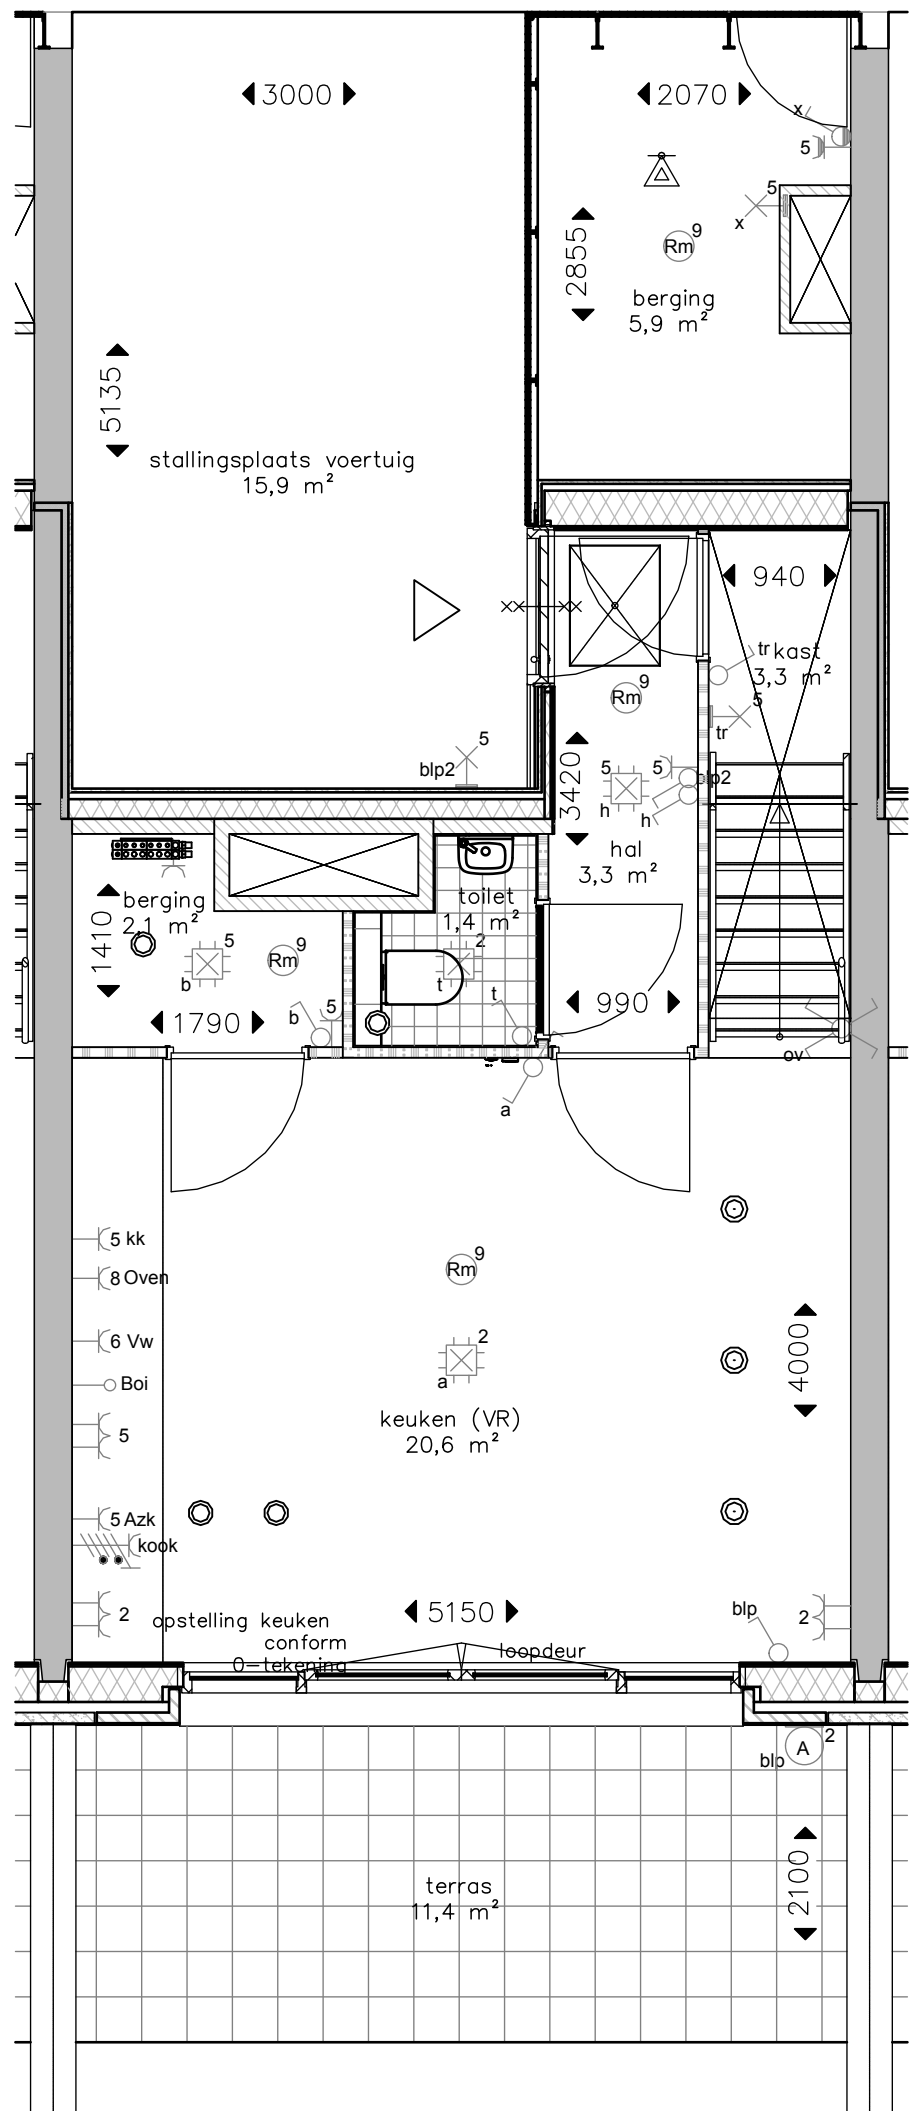 3000
2070
x
5
5
x
2855
Rm 9
berging
5,9 m²
5135
stallingsplaats voertuig
15,9 m²
940
tr kast
3,3 m²
5
tr
Rm 9
blp2 5
3420
5
h
5
blp2
h
hal
3,3 m²
berging
2,1 m²
toilet
1,4 m²
1410
5
b
Rm 9
2
t
t
1790
b
5
990
ov
a
5 kk
8 Oven
6 Vw
Boi
5
5 Azk
kook
2
Rm 9
2
a
keuken (VR)
20,6 m²
4000
5150
opstelling keuken
conform
0-tekening
loopdeur
blp
2
A 2
blp
terras
11,4 m²
2100